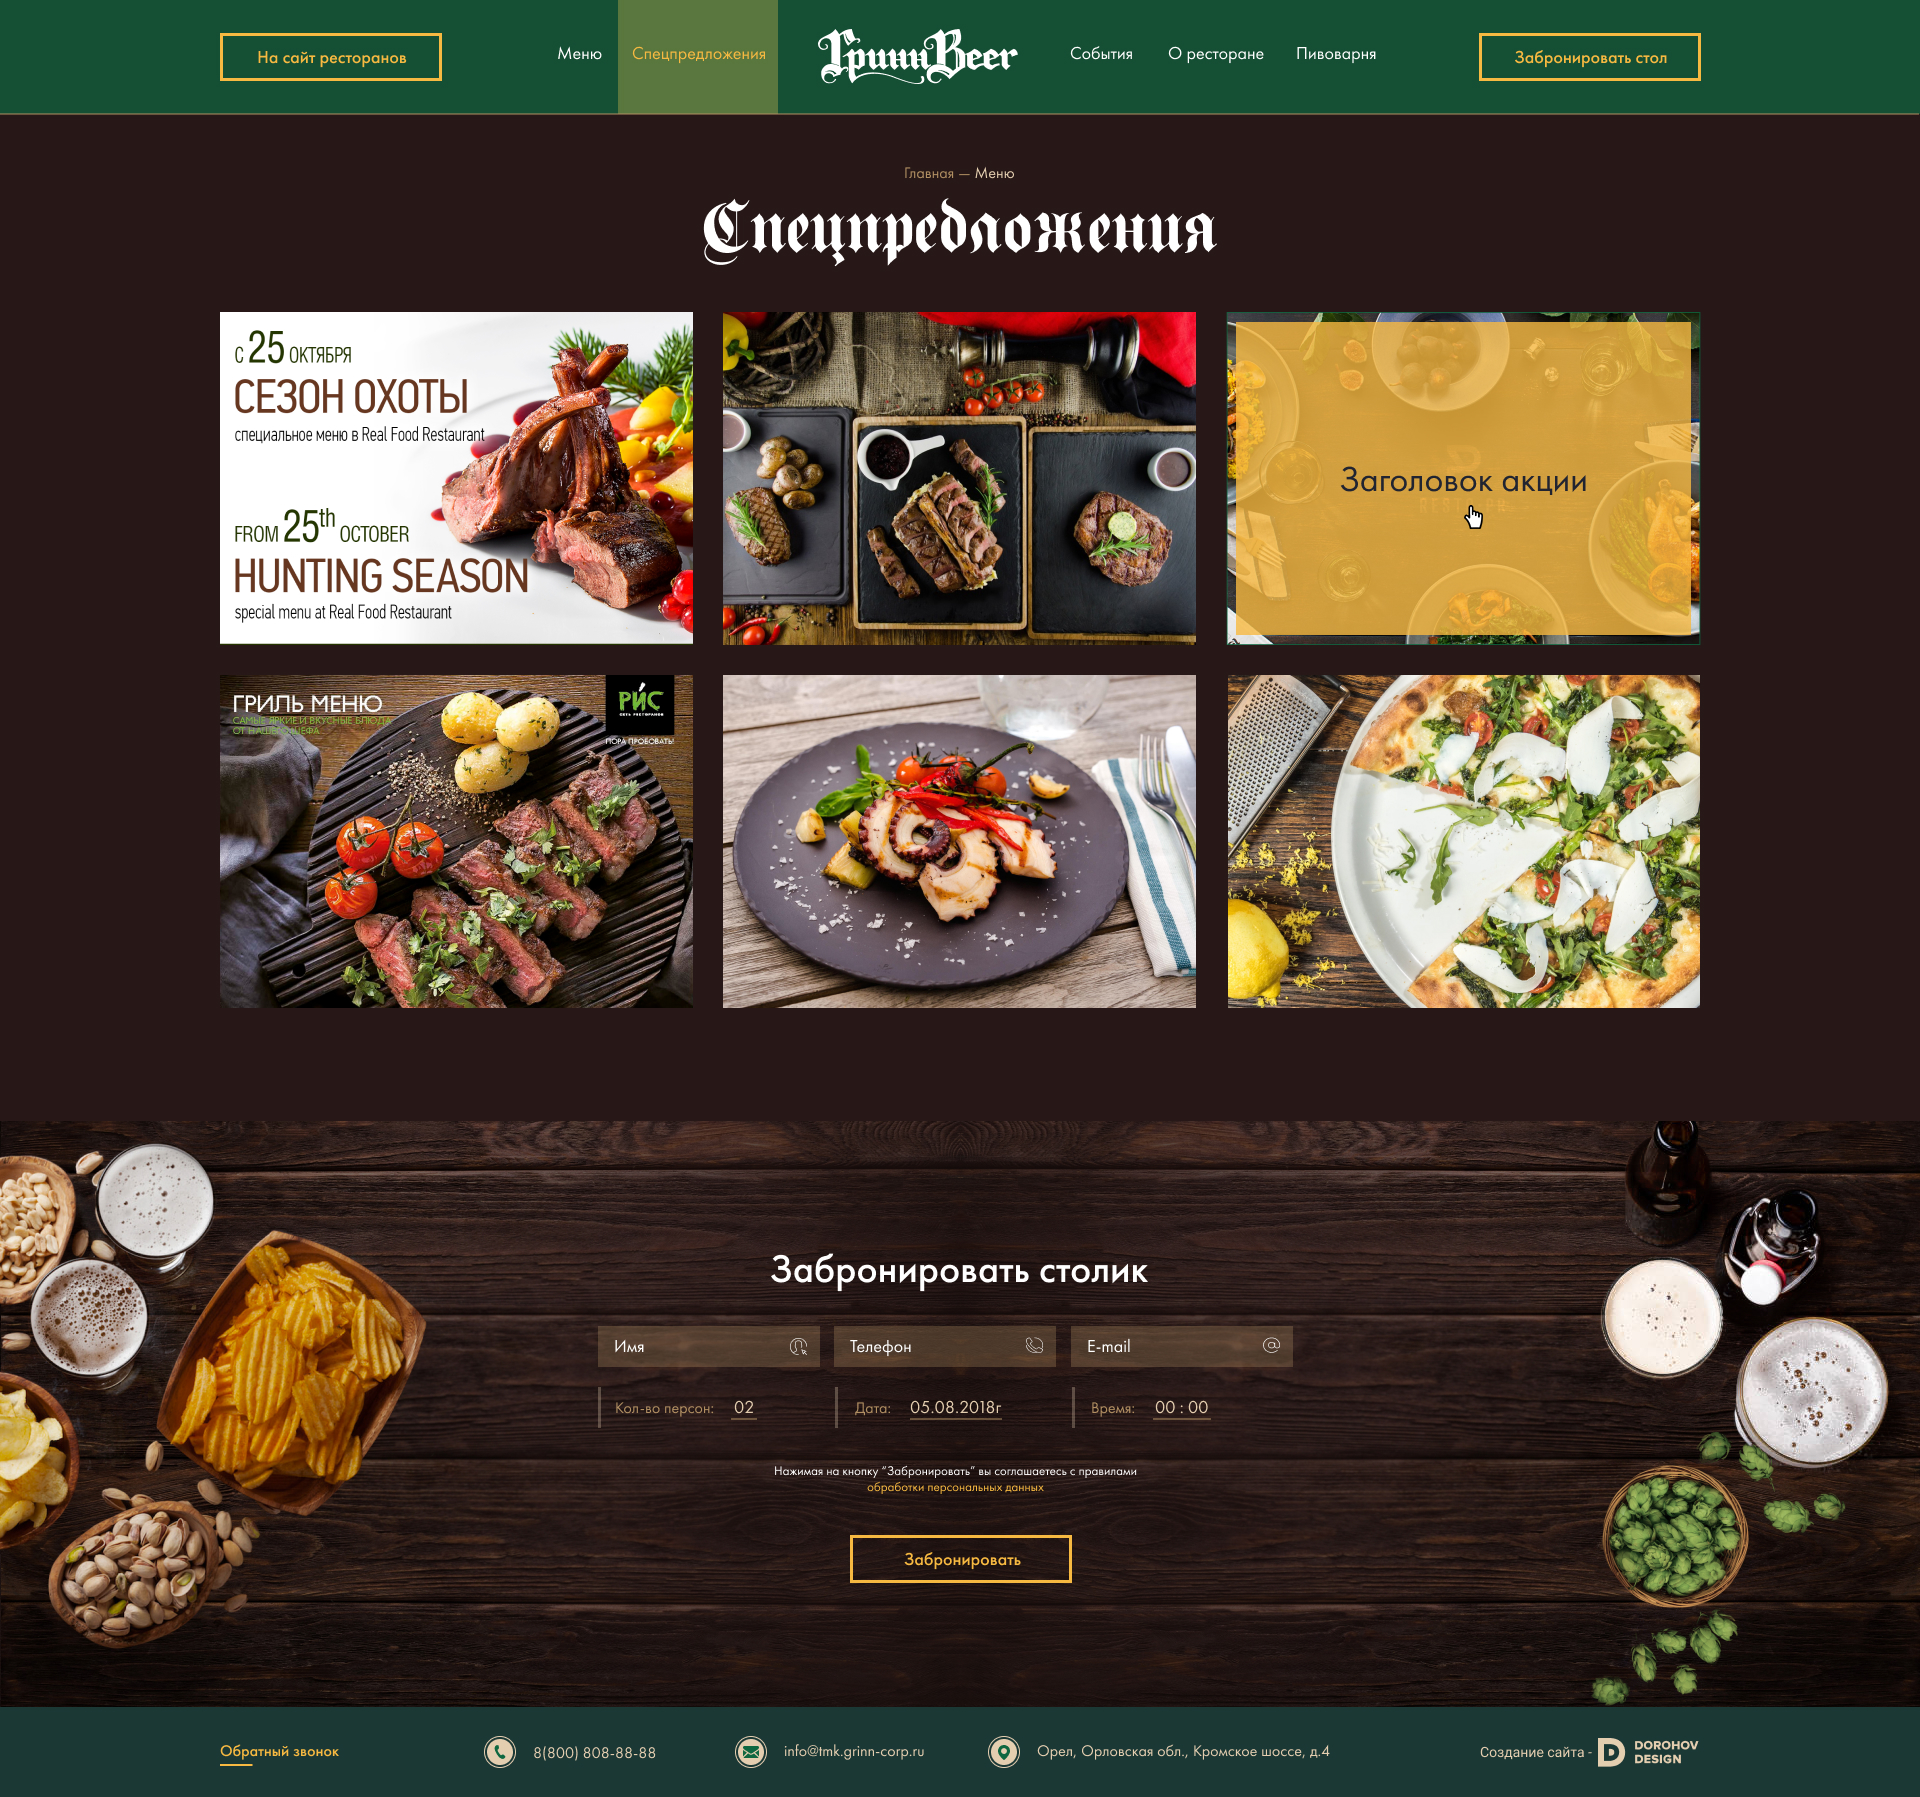 На сайт ресторанов
Меню
Спецпредложения
ГриннBeer
События
О ресторане
Пивоварня
Забронировать стол
Главная — Меню
Спецпредложения
С 25 ОКТЯБРЯ
СЕЗОН ОХОТЫ
специальное меню в Real Food Restaurant
FROM 25th OCTOBER
HUNTING SEASON
special menu at Real Food Restaurant
Заголовок акции
ГРИЛЬ МЕНЮ
САМЫЕ ЯРКИЕ И ВКУСНЫЕ БЛЮДА
ОТ НАШЕГО ШЕФА
РИС
СЕТЬ РЕСТОРАНОВ
ПОРА ПРОБОВАТЬ!
Забронировать столик
Имя
Телефон
E-mail
Кол-во персон: 02
Дата: 05.08.2018г
Время: 00 : 00
Нажимая на кнопку “Забронировать” вы соглашаетесь с правилами
обработки персональных данных
Забронировать
Обратный звонок
8(800) 808-88-88
info@tmk.grinn-corp.ru
Орел, Орловская обл., Кромское шоссе, д.4
Создание сайта -
DOROHOV
DESIGN